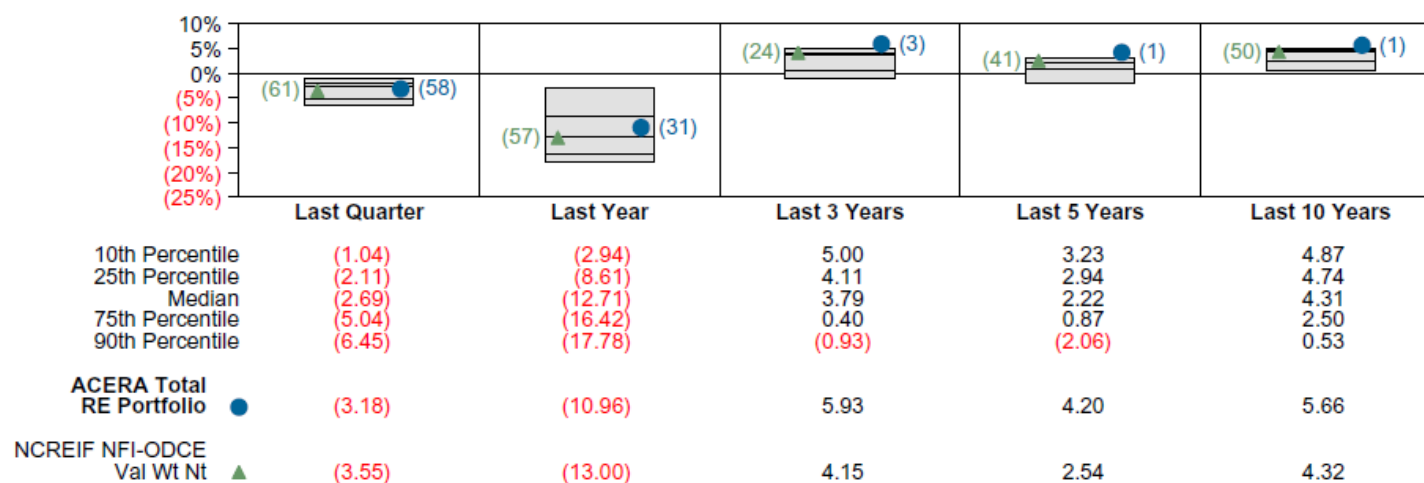 10%
5%
0%
(5%)
(10%)
(15%)
(20%)
(25%)
(61) (58)
(57) (31)
(24) (3)
(41) (1)
(50) (1)
Last Quarter Last Year Last 3 Years Last 5 Years Last 10 Years
10th Percentile (1.04) (2.94) 5.00 3.23 4.87
25th Percentile (2.11) (8.61) 4.11 2.94 4.74
Median (2.69) (12.71) 3.79 2.22 4.31
75th Percentile (5.04) (16.42) 0.40 0.87 2.50
90th Percentile (6.45) (17.78) (0.93) (2.06) 0.53
ACERA Total
RE Portfolio (3.18) (10.96) 5.93 4.20 5.66
NCREIF NFI-ODCE
Val Wt Nt (3.55) (13.00) 4.15 2.54 4.32